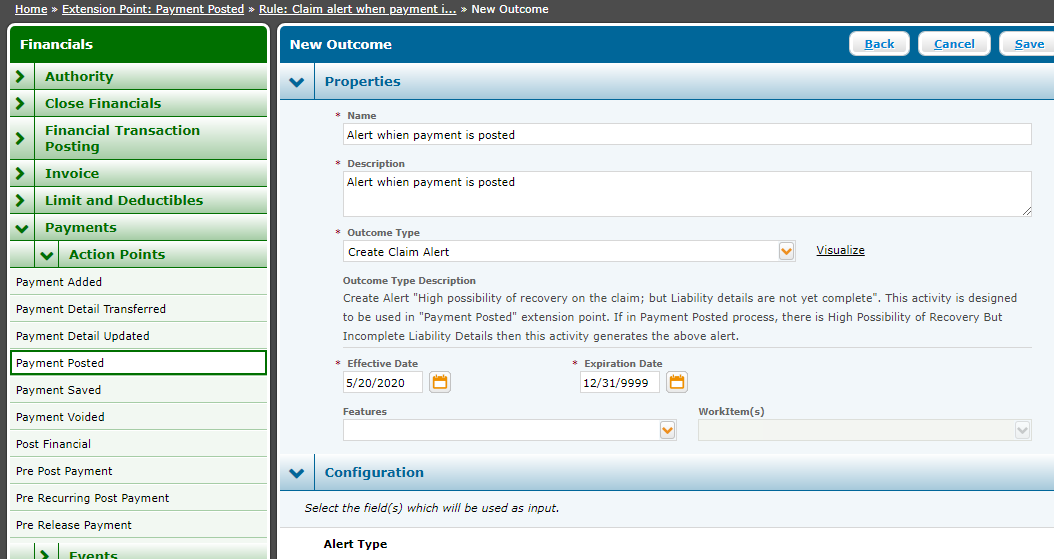 Home » Extension Point: Payment Posted » Rule: Claim alert when payment i... » New Outcome
Financials
Authority
Close Financials
Financial Transaction
Posting
Invoice
Limit and Deductibles
Payments
Action Points
Payment Added
Payment Detail Transferred
Payment Detail Updated
Payment Posted
Payment Saved
Payment Voided
Post Financial
Pre Post Payment
Pre Recurring Post Payment
Pre Release Payment
Events
New Outcome
Back
Cancel
Save
Properties
* Name
Alert whien payment is posted
* Description
Alert whien payment is posted
* Outcome Type
Create Claim Alert
Visualize
Outcome Type Description
Create Alert "High possibility of recovery on the claim; but Liability details are not yet complete". This activity is designed
to be used in "Payment Posted" extension point. If in Payment Posted process, there is High Possibility of Recovery But
Incomplete Liability Details then this activity generates the above alert.
* Effective Date
* Expiration Date
5/20/2020
12/31/9999
Features
WorkItem(s)
Configuration
Select the field(s) which will be used as input.
Alert Type